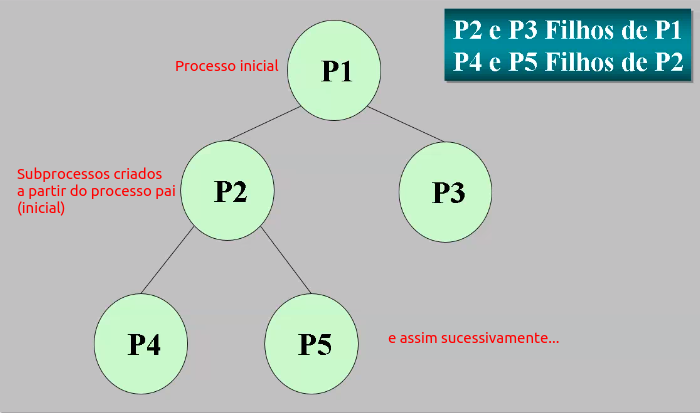 P2 e P3 Filhos de P1
P4 e P5 Filhos de P2
Processo inicial
P1
Subprocessos criados
a partir do processo pai
(inicial)
P2
P3
P4
P5
e assim sucessivamente...